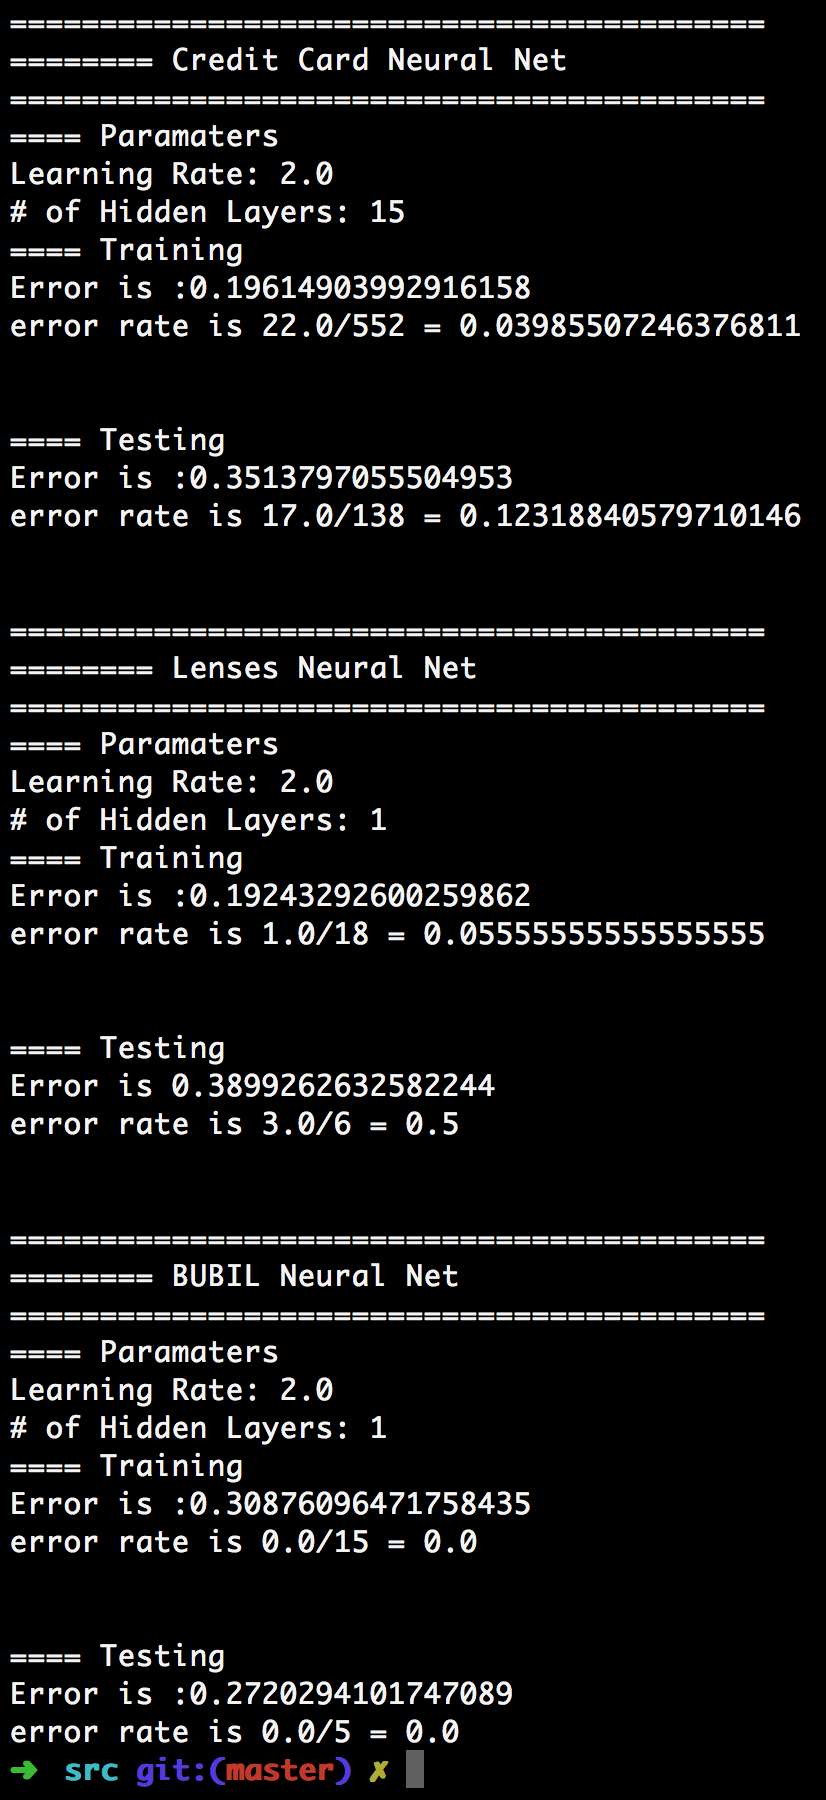 ==========================================
======== Credit Card Neural Net
==========================================
==== Paramaters
Learning Rate: 2.0
# of Hidden Layers: 15
==== Training
Error is :0.19614903992916158
error rate is 22.0/552 = 0.03985507246376811
==== Testing
Error is :0.3513797055504953
error rate is 17.0/138 = 0.12318840579710146
==========================================
======== Lenses Neural Net
==========================================
==== Paramaters
Learning Rate: 2.0
# of Hidden Layers: 1
==== Training
Error is :0.19243292600259862
error rate is 1.0/18 = 0.05555555555555555
==== Testing
Error is 0.3899262632582244
error rate is 3.0/6 = 0.5
==========================================
======== BUBIL Neural Net
==========================================
==== Paramaters
Learning Rate: 2.0
# of Hidden Layers: 1
==== Training
Error is :0.30876096471758435
error rate is 0.0/15 = 0.0
==== Testing
Error is :0.2720294101747089
error rate is 0.0/5 = 0.0
➜ src git:(master) ✗